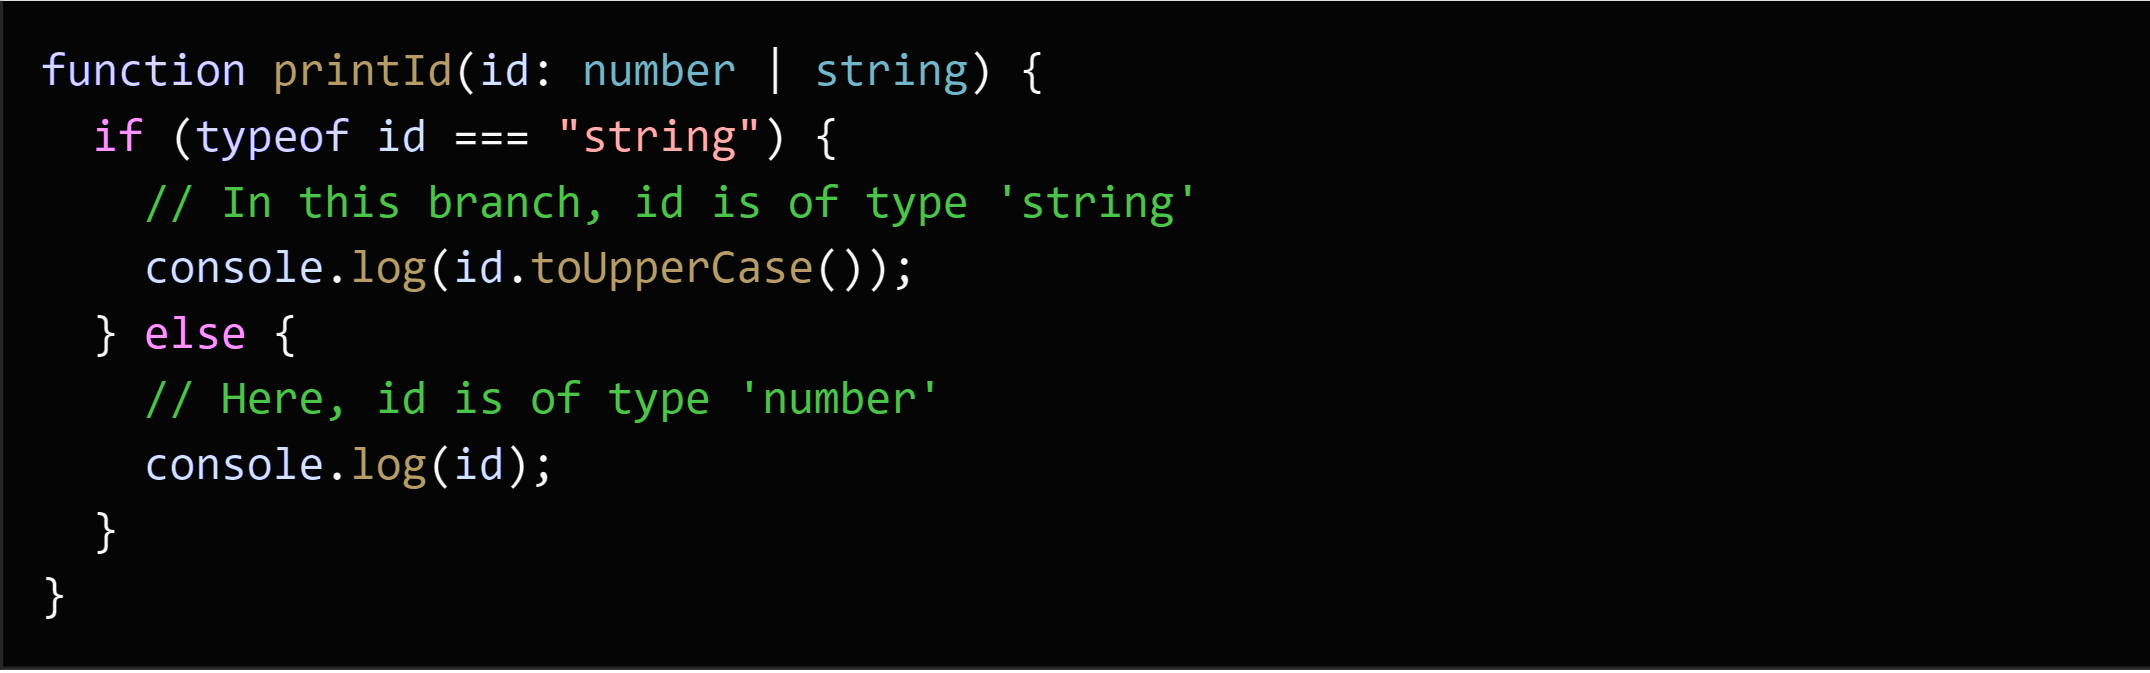 function printId(id: number | string) {
  if (typeof id === "string") {
    // In this branch, id is of type 'string'
    console.log(id.toUpperCase());
  } else {
    // Here, id is of type 'number'
    console.log(id);
  }
}